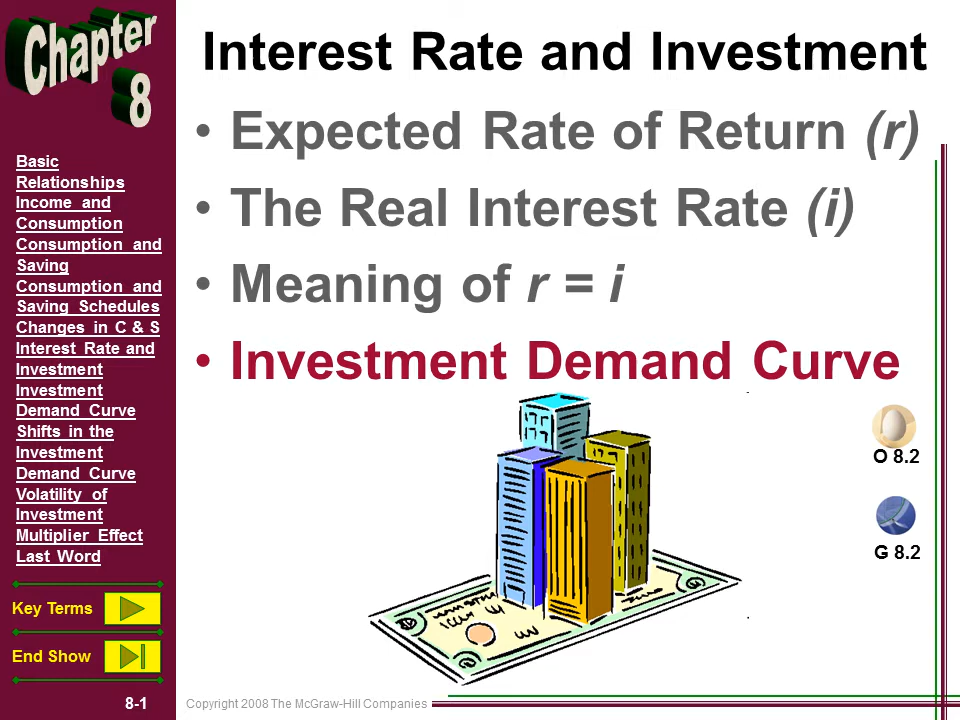 Chapter
8
Interest Rate and Investment
• Expected Rate of Return (r)
• The Real Interest Rate (i)
• Meaning of r = i
• Investment Demand Curve
Basic
Relationships
Income and
Consumption
Consumption and
Saving
Consumption and
Saving Schedules
Changes in C & S
Interest Rate and
Investment
Investment
Demand Curve
Shifts in the
Investment
Demand Curve
Volatility of
Investment
Multiplier Effect
Last Word
O 8.2
G 8.2
Key Terms
End Show
8-1
Copyright 2008 The McGraw-Hill Companies